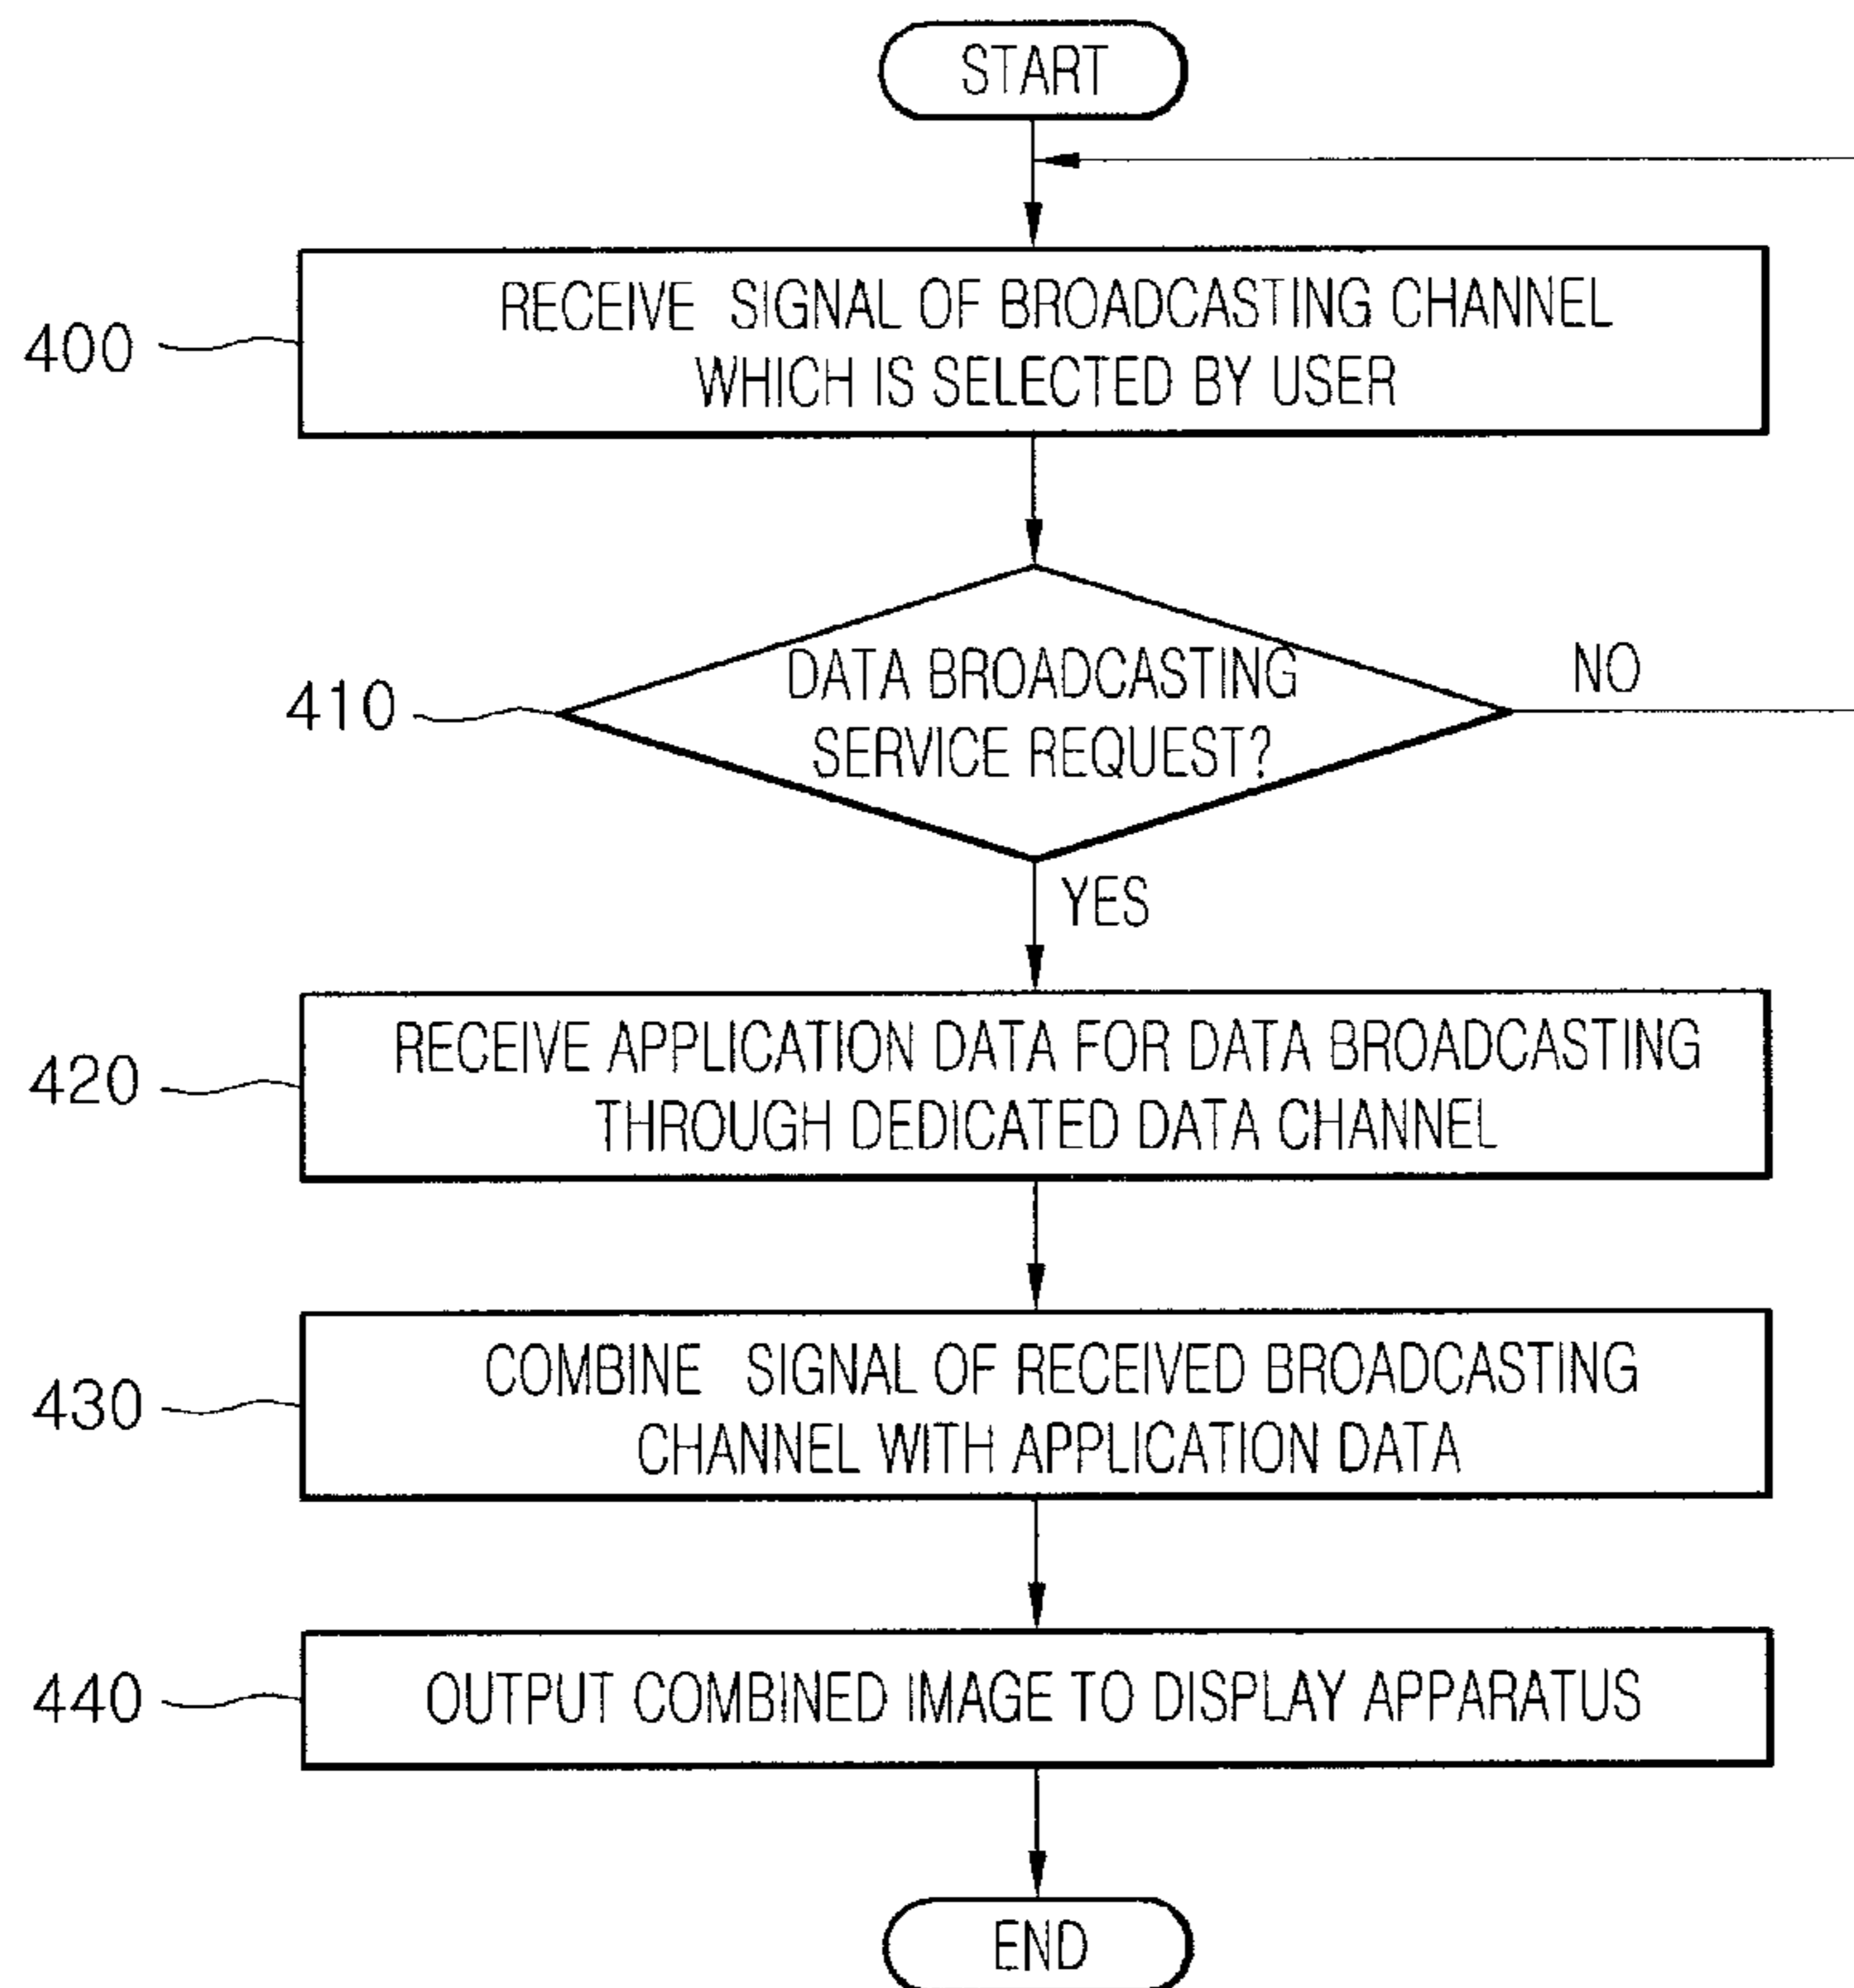 START
RECEIVE SIGNAL OF BROADCASTING CHANNEL
WHICH IS SELECTED BY USER
400
DATA BROADCASTING
SERVICE REQUEST?
410
NO
YES
RECEIVE APPLICATION DATA FOR DATA BROADCASTING
THROUGH DEDICATED DATA CHANNEL
420
COMBINE SIGNAL OF RECEIVED BROADCASTING
CHANNEL WITH APPLICATION DATA
430
440
OUTPUT COMBINED IMAGE TO DISPLAY APPARATUS
END